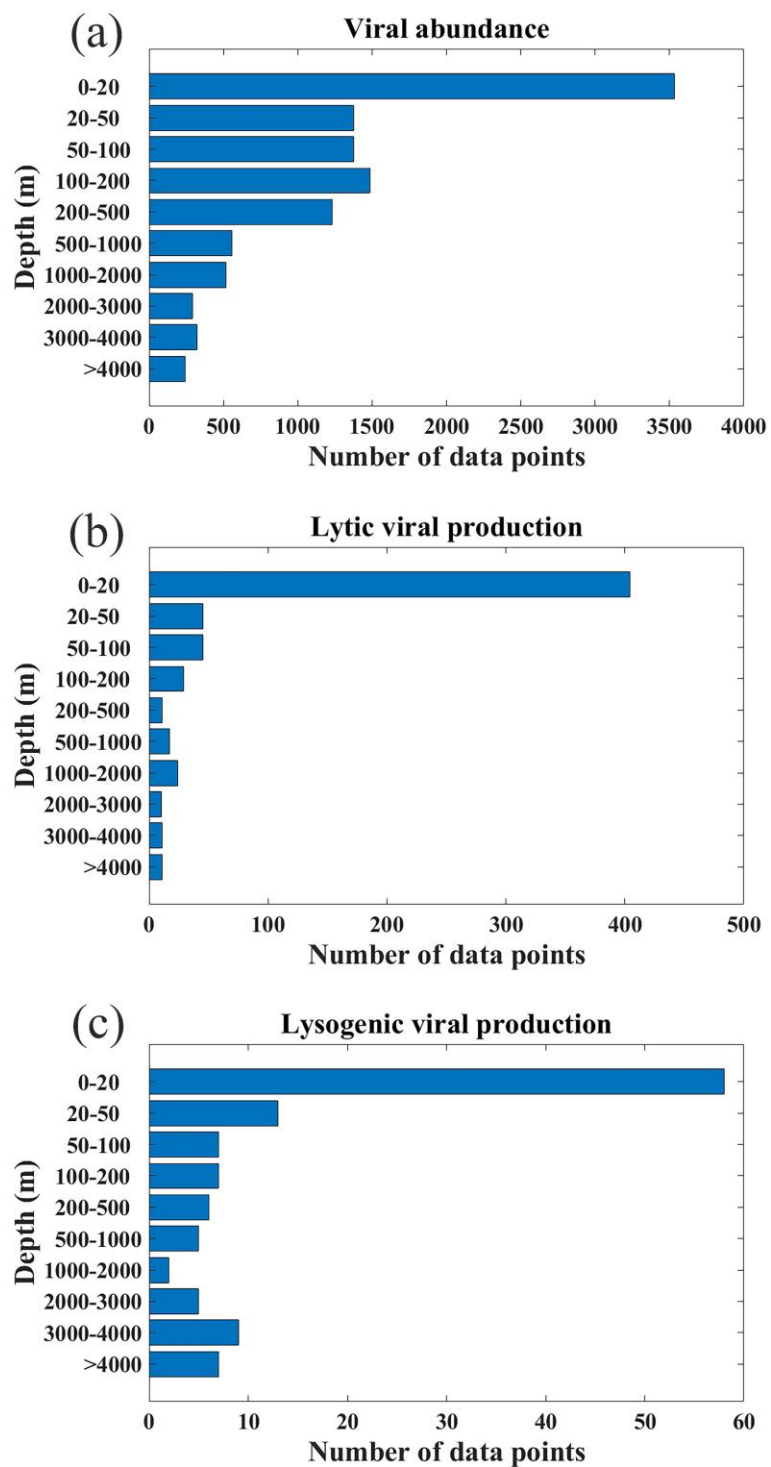 (a)
Viral abundance
Depth (m)
0-20
20-50
50-100
100-200
200-500
500-1000
1000-2000
2000-3000
3000-4000
>4000
0 500 1000 1500 2000 2500 3000 3500 4000
Number of data points
(b)
Lytic viral production
Depth (m)
0-20
20-50
50-100
100-200
200-500
500-1000
1000-2000
2000-3000
3000-4000
>4000
0 100 200 300 400 500
Number of data points
(c)
Lysogenic viral production
Depth (m)
0-20
20-50
50-100
100-200
200-500
500-1000
1000-2000
2000-3000
3000-4000
>4000
0 10 20 30 40 50 60
Number of data points